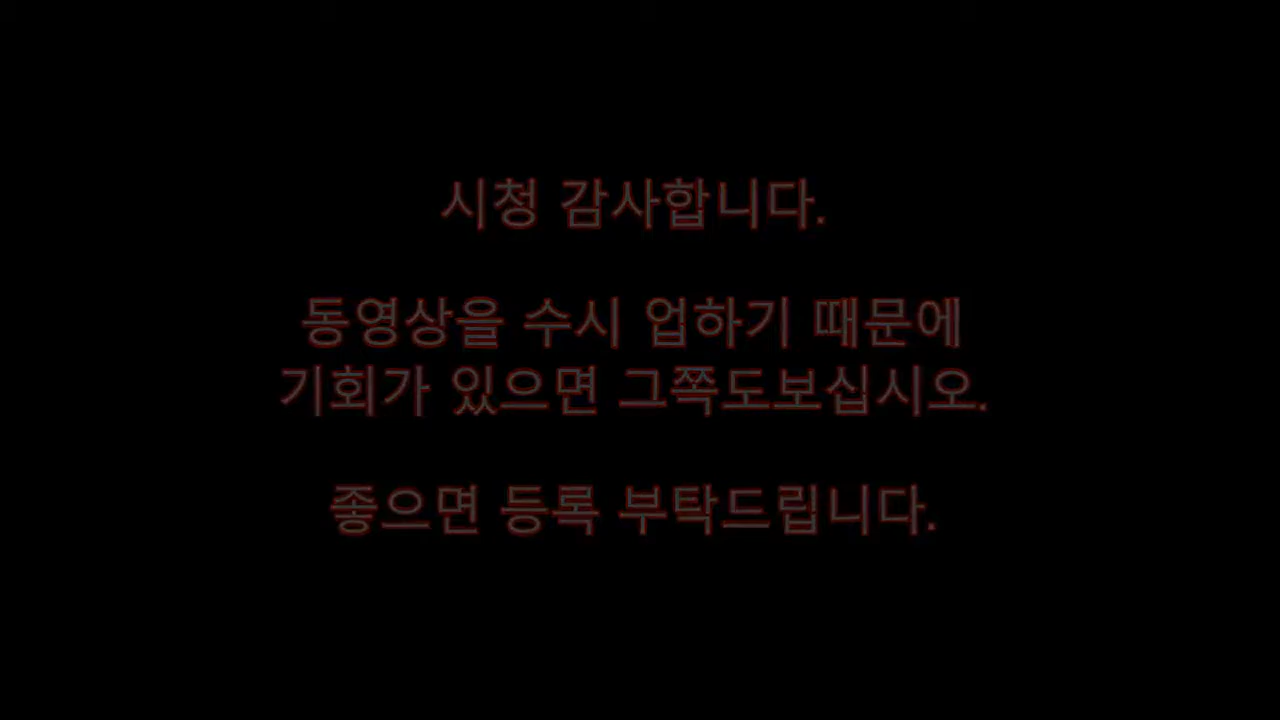 시청 감사합니다.
동영상을 수시 업하기 때문에
기회가 있으면 그쪽도보십시오.
좋으면 등록 부탁드립니다.